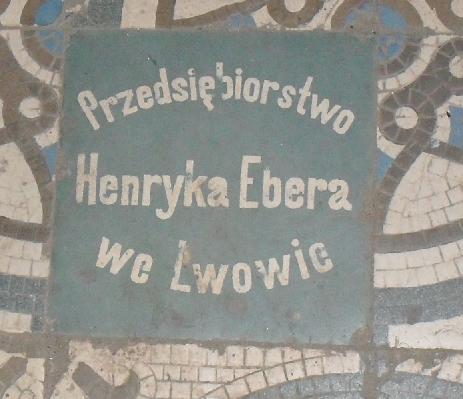 Przedsiębiorstwo
Henryka Ebera
we Lwowie